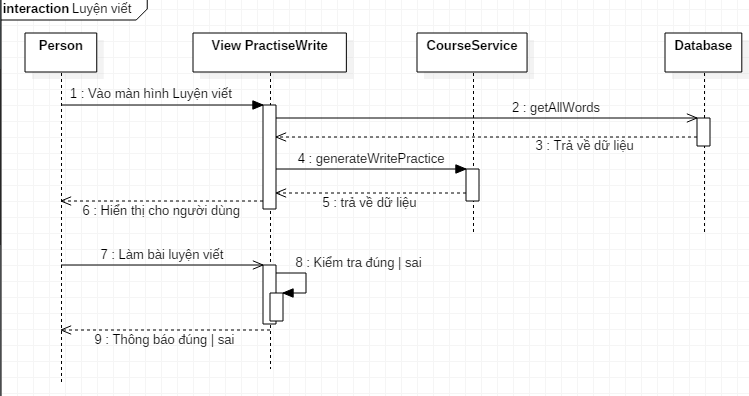 interaction Luyện viết
Person
View PractiseWrite
CourseService
Database
1 : Vào màn hình Luyện viết
2 : getAllWords
3 : Trả về dữ liệu
4 : generateWritePractice
5 : trả về dữ liệu
6 : Hiển thị cho người dùng
7 : Làm bài luyện viết
8 : Kiểm tra đúng | sai
9 : Thông báo đúng | sai